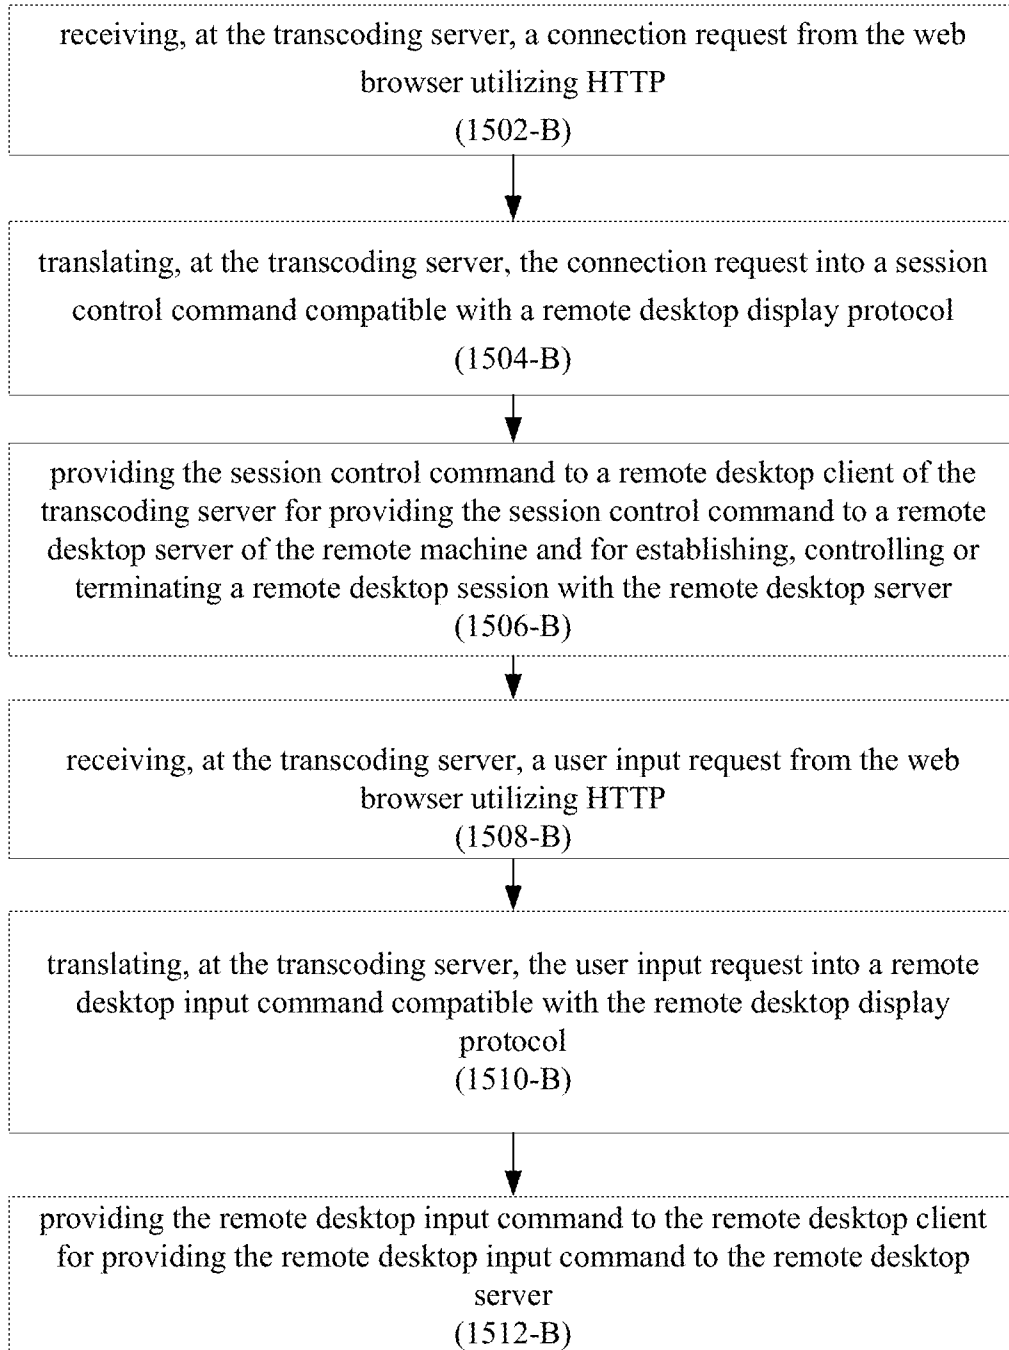 receiving, at the transcoding server, a connection request from the web
browser utilizing HTTP
(1502-B)
translating, at the transcoding server, the connection request into a session
control command compatible with a remote desktop display protocol
(1504-B)
providing the session control command to a remote desktop client of the
transcoding server for providing the session control command to a remote
desktop server of the remote machine and for establishing, controlling or
terminating a remote desktop session with the remote desktop server
(1506-B)
receiving, at the transcoding server, a user input request from the web
browser utilizing HTTP
(1508-B)
translating, at the transcoding server, the user input request into a remote
desktop input command compatible with the remote desktop display
protocol
(1510-B)
providing the remote desktop input command to the remote desktop client
for providing the remote desktop input command to the remote desktop
server
(1512-B)